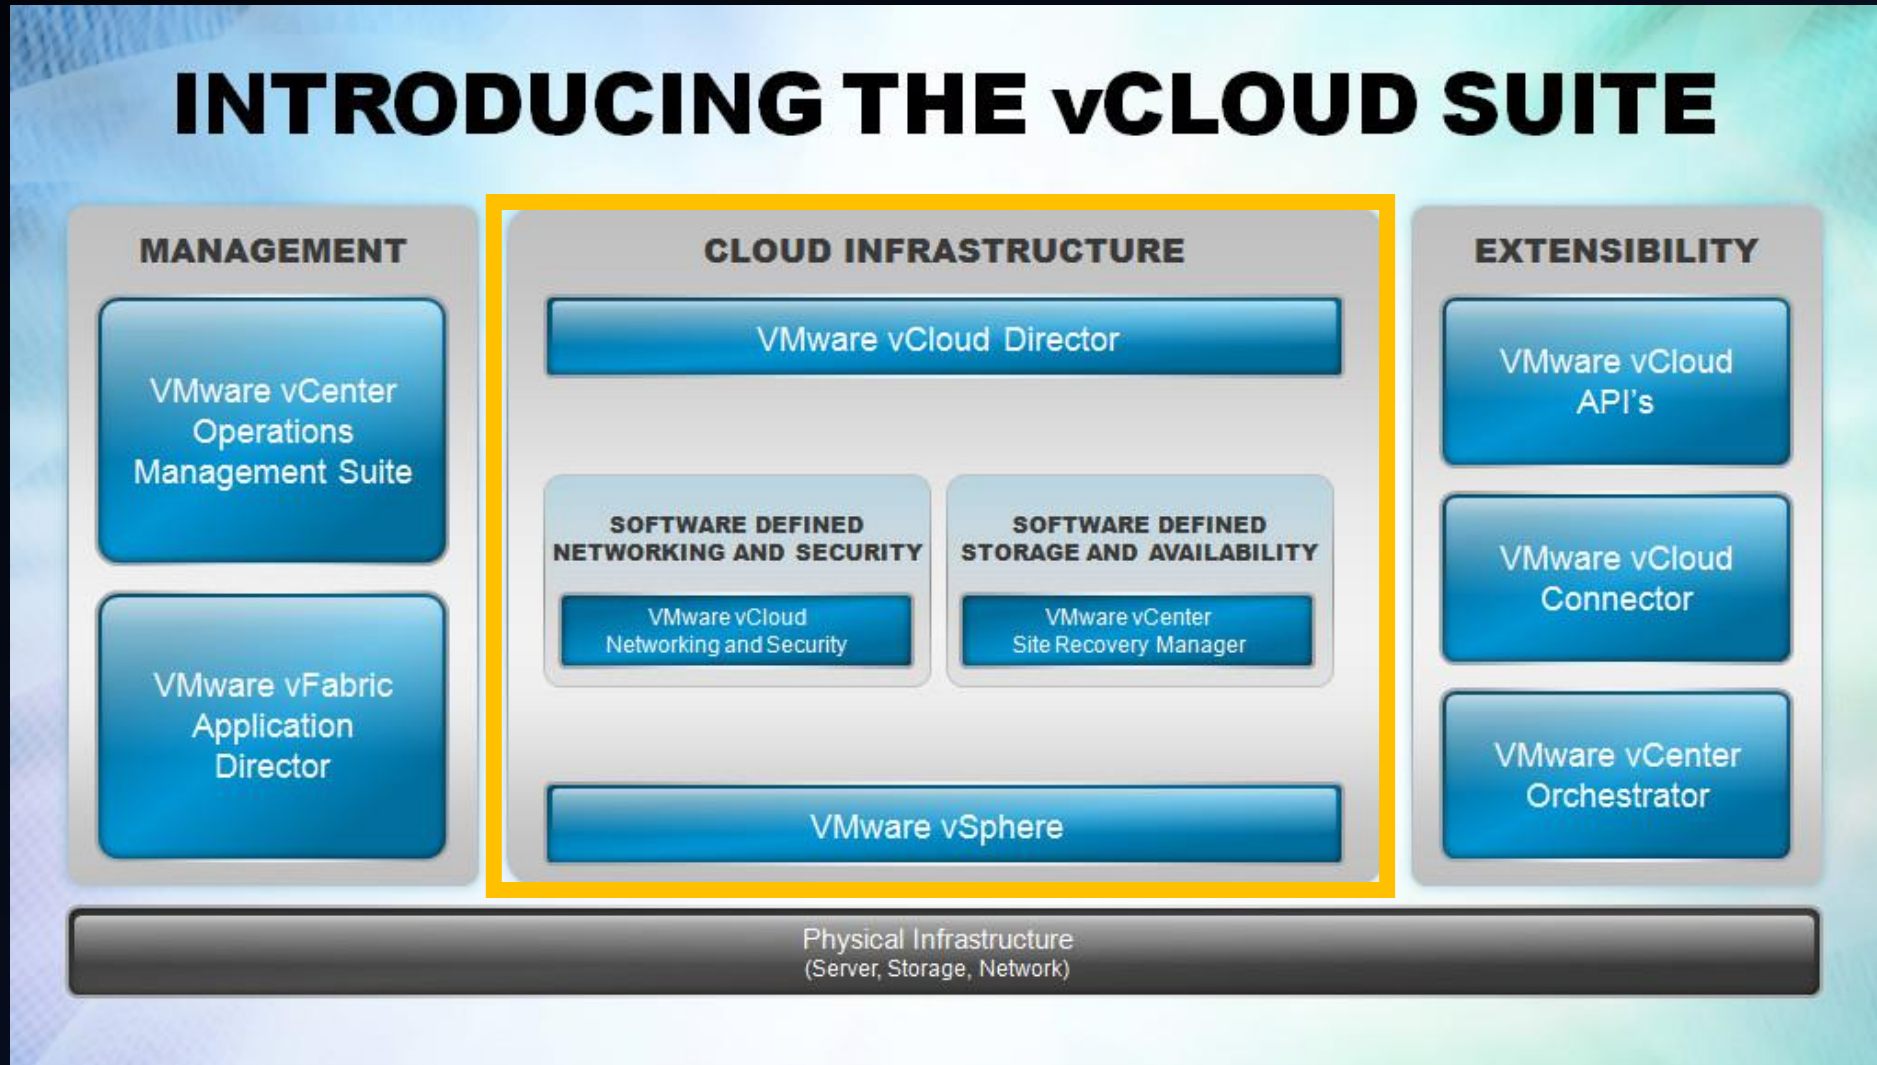 INTRODUCING THE vCLOUD SUITE
MANAGEMENT
VMware vCenter
Operations
Management Suite
VMware vFabric
Application
Director
CLOUD INFRASTRUCTURE
VMware vCloud Director
SOFTWARE DEFINED
NETWORKING AND SECURITY
VMware vCloud
Networking and Security
SOFTWARE DEFINED
STORAGE AND AVAILABILITY
VMware vCenter
Site Recovery Manager
VMware vSphere
EXTENSIBILITY
VMware vCloud
API's
VMware vCloud
Connector
VMware vCenter
Orchestrator
Physical Infrastructure
(Server, Storage, Network)